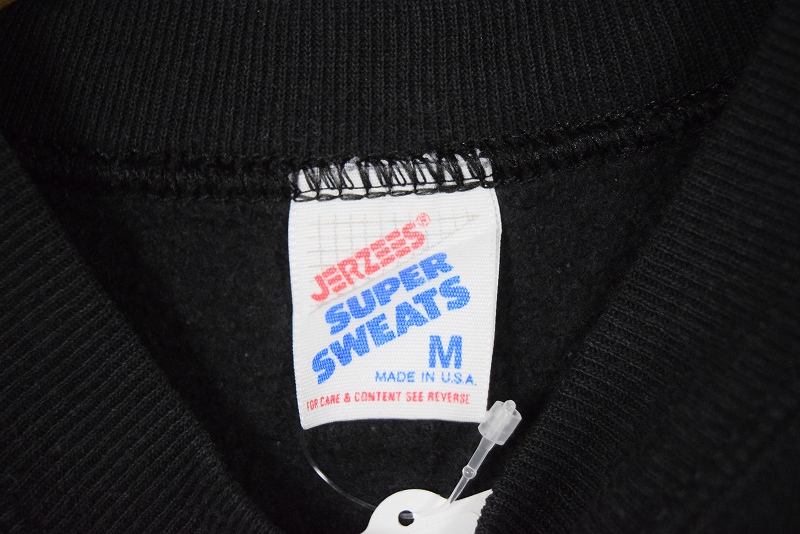 JERZEES®
SUPER
SWEATS
M
MADE IN U.S.A.
FOR CARE & CONTENT SEE REVERSE